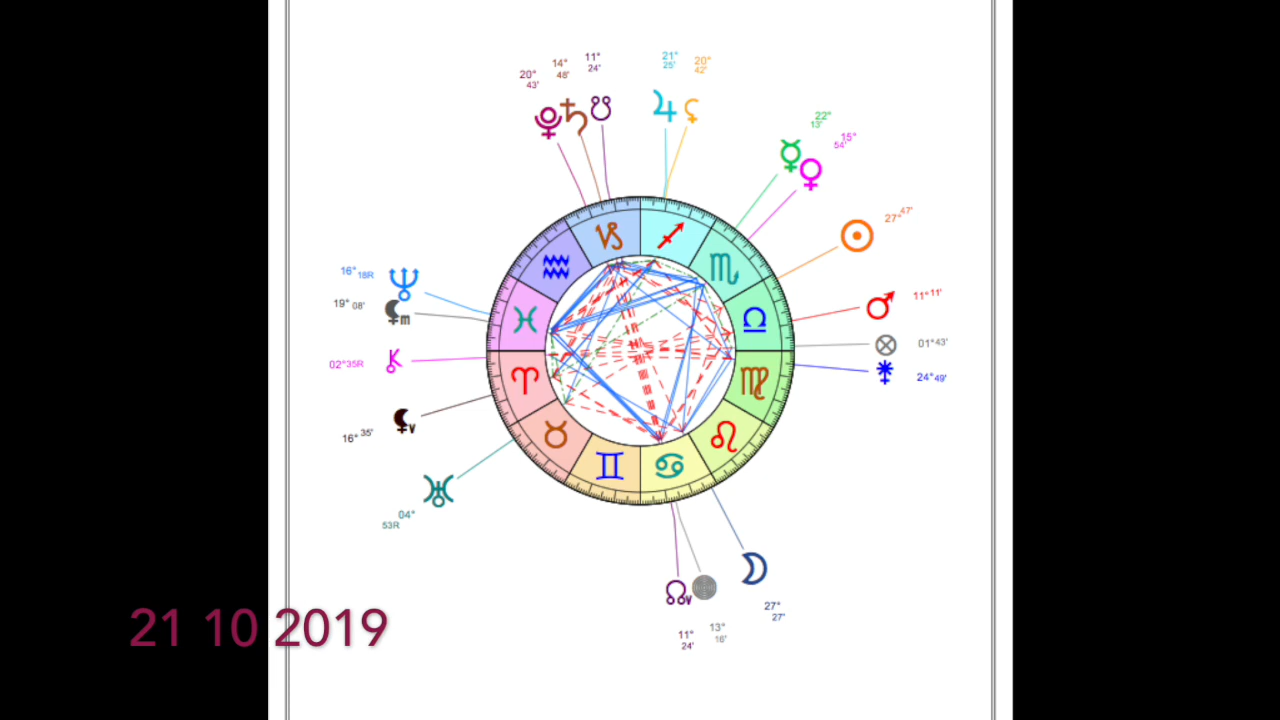 20° 43'
14° 48'
11° 24'
21° 25'
20° 42'
22° 13'
15° 54'
27° 47'
16° 18R
11° 11'
19° 08'
m
01° 43'
02° 35R
24° 49'
16° 35'
V
04° 53R
V
27° 27'
11° 24'
13° 16'
21 10 2019